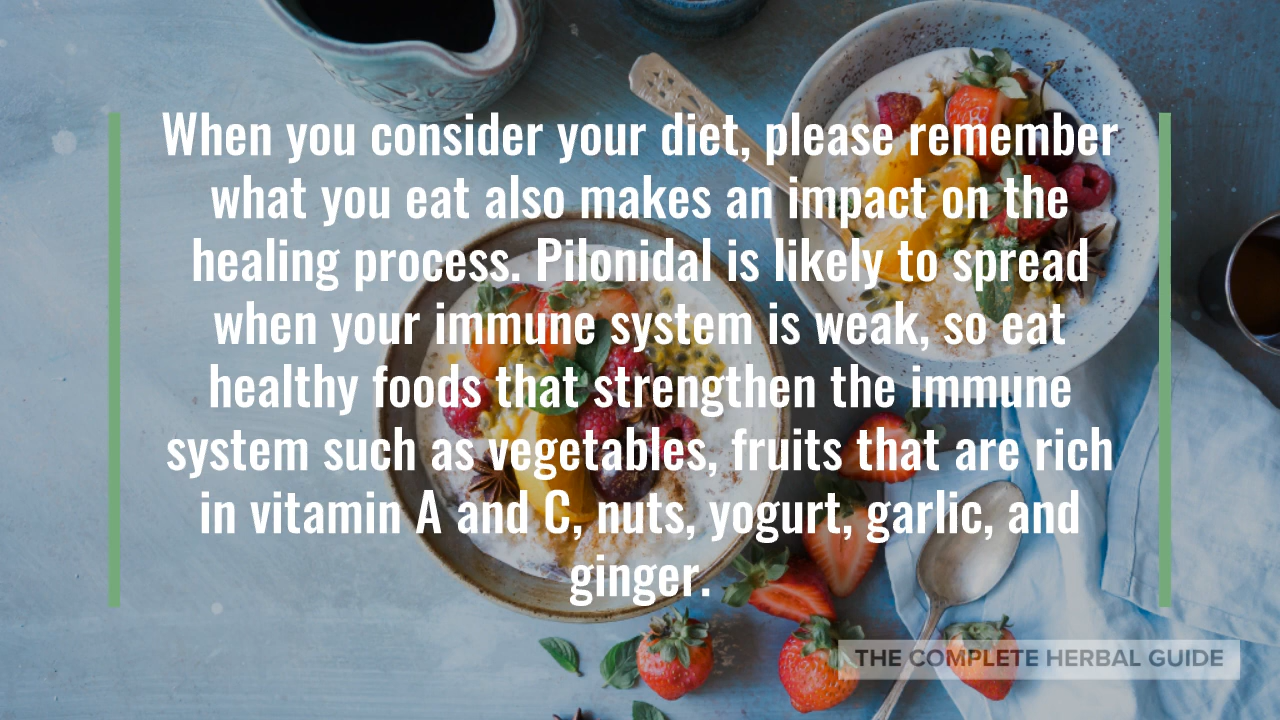 When you consider your diet, please remember
what you eat also makes an impact on the
healing process. Pilonidal is likely to spread
when your immune system is weak, so eat
healthy foods that strengthen the immune
system such as vegetables, fruits that are rich
in vitamin A and C, nuts, yogurt, garlic, and
ginger.
THE COMPLETE HERBAL GUIDE